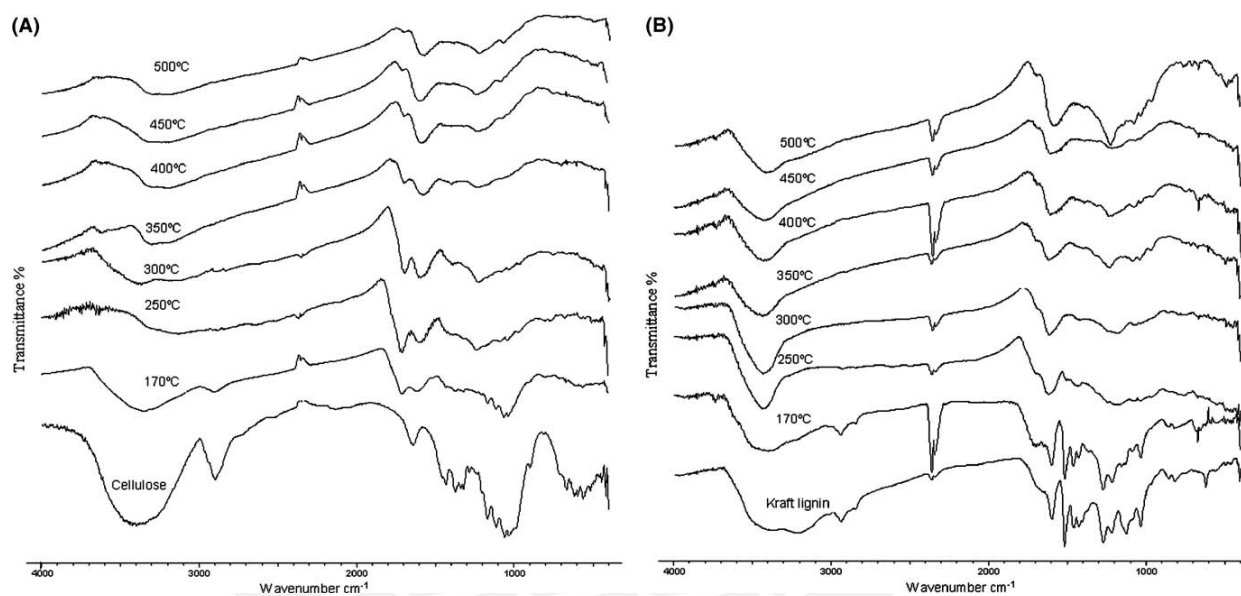 (A)
500ºC
450ºC
400ºC
350ºC
300ºC
250ºC
170ºC
Cellulose
Transmittance %
4000 3000 2000 1000
Wavenumber cm-1
(B)
500ºC
450ºC
400ºC
350ºC
300ºC
250ºC
170ºC
Kraft lignin
Transmittance %
4000 3000 2000 1000
Wavenumber cm-1